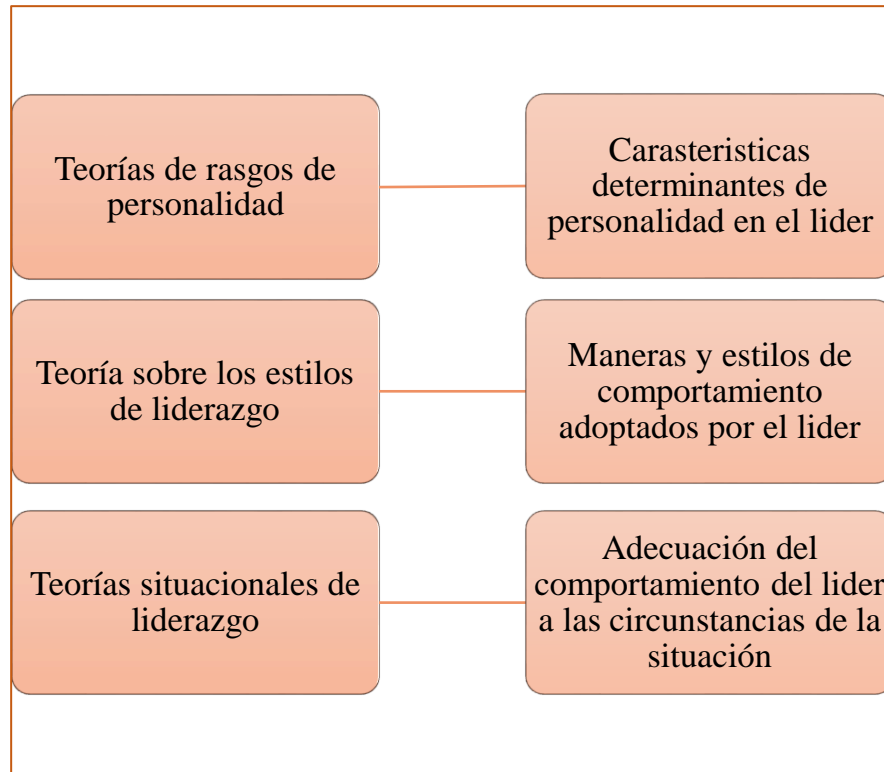 Teorías de rasgos de
personalidad
Carasteristicas
determinantes de
personalidad en el lider
Teoría sobre los estilos
de liderazgo
Maneras y estilos de
comportamiento
adoptados por el lider
Teorías situacionales de
liderazgo
Adecuación del
comportamiento del lider
a las circunstancias de la
situación